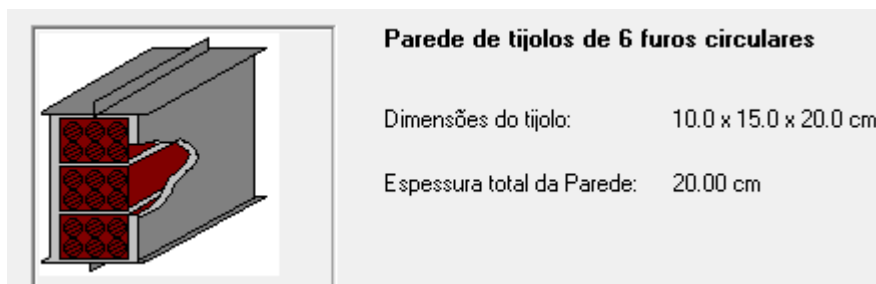 Parede de tijolos de 6 furos circulares
Dimensões do tijolo: 10.0 x 15.0 x 20.0 cm
Espessura total da Parede: 20.00 cm